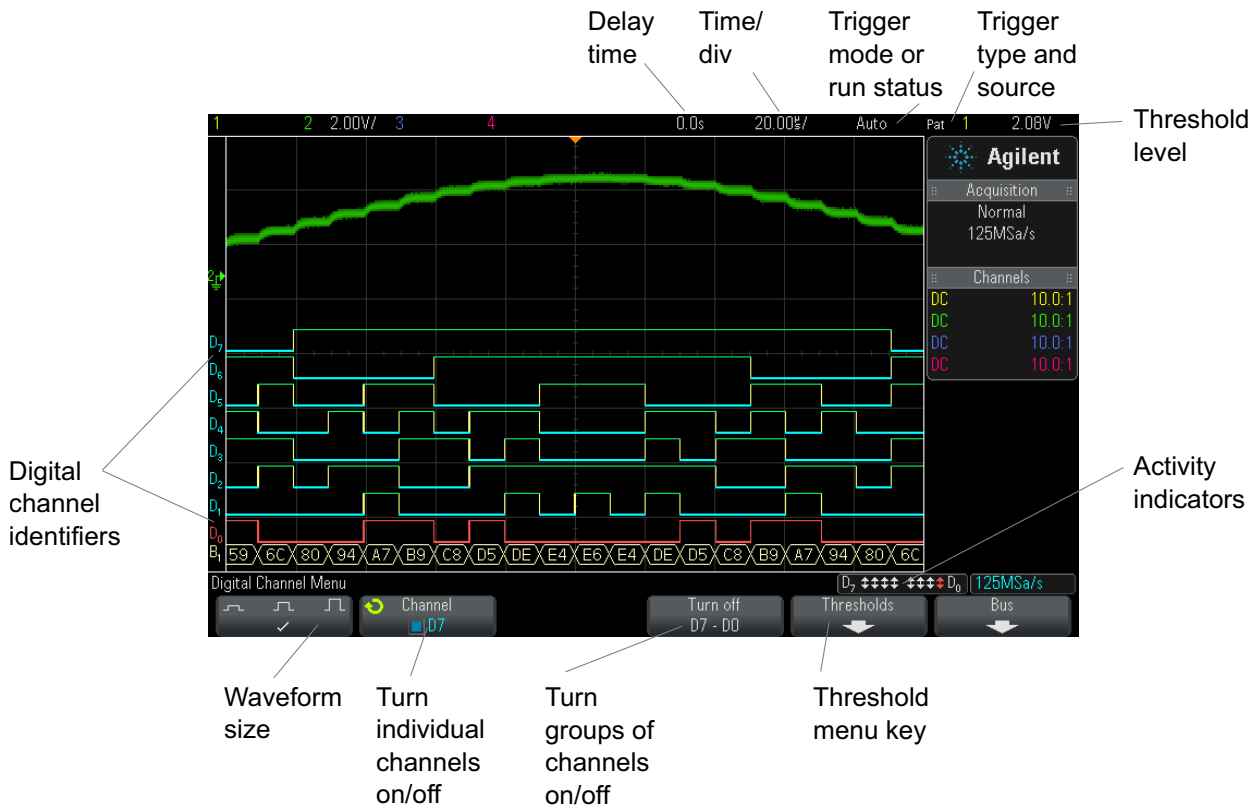 Delay
time
Time/
div
Trigger
mode or
run status
Trigger
type and
source
Threshold
level
1 2 2.00V/ 3 4 0.0s 20.00µs/ Auto Pat 1 2.08V
Agilent
Acquisition
Normal
125MSa/s
Channels
DC 10.0:1
DC 10.0:1
DC 10.0:1
DC 10.0:1
2
D7
D6
D5
D4
D3
D2
D1
D0
B1 59 6C 80 94 A7 B9 C8 D5 DE E4 E6 E4 DE D5 C8 B9 A7 94 80 6C
Digital
channel
identifiers
Activity
indicators
Digital Channel Menu
D7 D0 125MSa/s
Channel
D7
Turn off
D7 - D0
Thresholds
Bus
Waveform
size
Turn
individual
channels
on/off
Turn
groups of
channels
on/off
Threshold
menu key